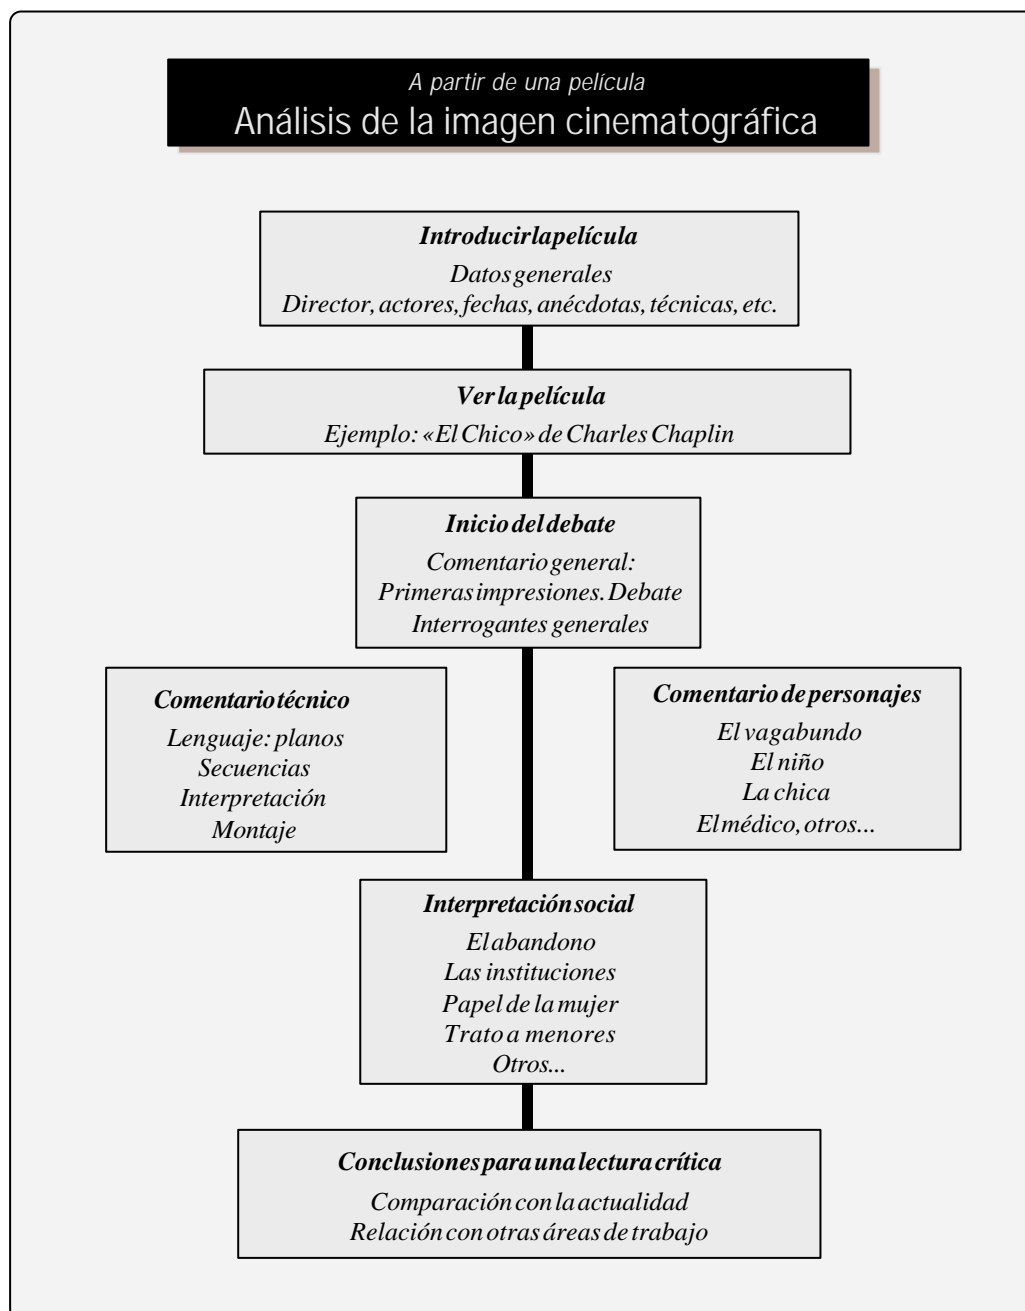 A partir de una película
Análisis de la imagen cinematográfica
Introducir la película
Datos generales
Director, actores, fechas, anécdotas, técnicas, etc.
Ver la película
Ejemplo: «El Chico» de Charles Chaplin
Inicio del debate
Comentario general:
Primeras impresiones. Debate
Interrogantes generales
Comentario técnico
Lenguaje: planos
Secuencias
Interpretación
Montaje
Comentario de personajes
El vagabundo
El niño
La chica
El médico, otros...
Interpretación social
El abandono
Las instituciones
Papel de la mujer
Trato a menores
Otros...
Conclusiones para una lectura crítica
Comparación con la actualidad
Relación con otras áreas de trabajo